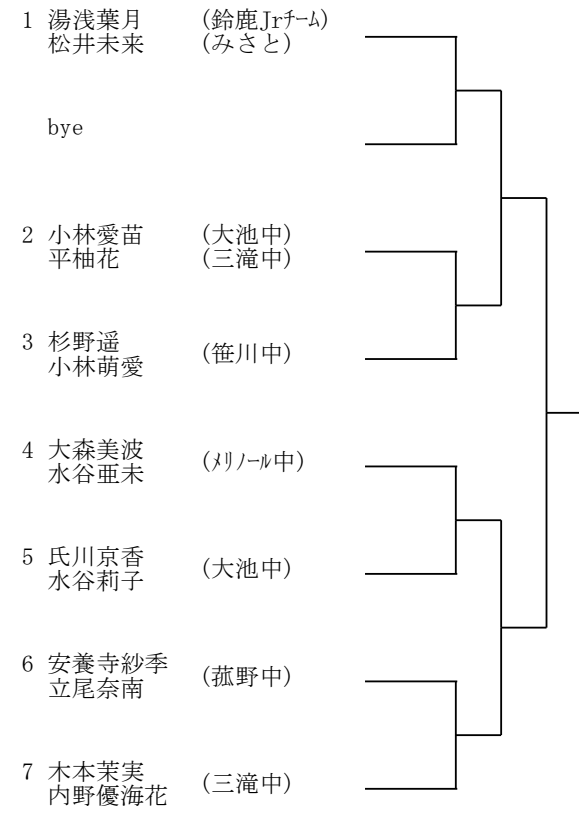 1 湯浅葉月 (鈴鹿Jrﾁｰﾑ)
松井未来 (みさと)
bye
2 小林愛苗 (大池中)
平柚花 (三滝中)
3 杉野遥
小林萌愛 (笹川中)
4 大森美波
水谷亜未 (ﾒﾘﾉｰﾙ中)
5 氏川京香
水谷莉子 (大池中)
6 安養寺紗季
立尾奈南 (菰野中)
7 木本茉実
内野優海花 (三滝中)